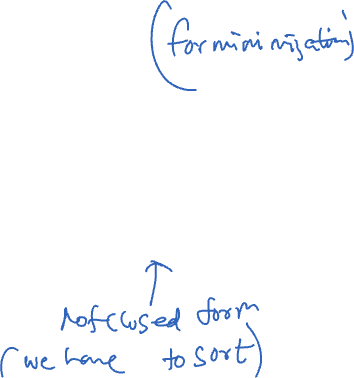 (for minimization)
Not closed form
(we have to sort)